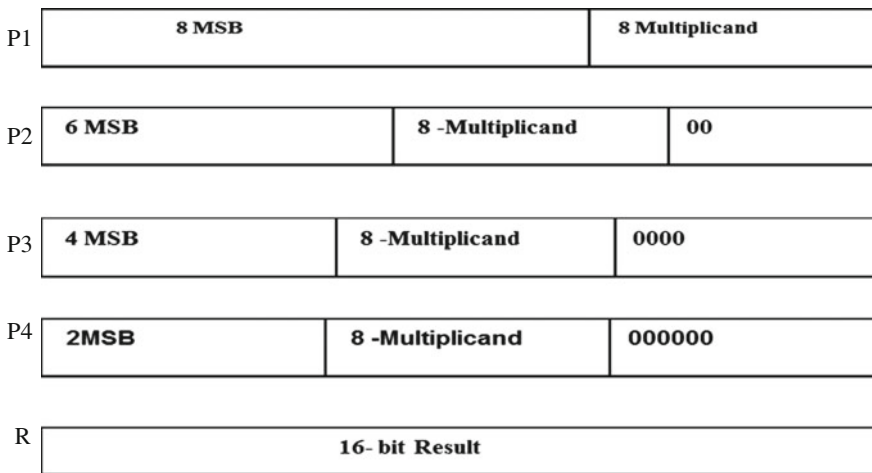 P1 8 MSB 8 Multiplicand
P2 6 MSB 8 -Multiplicand 00
P3 4 MSB 8 -Multiplicand 0000
P4 2MSB 8 -Multiplicand 000000
R 16- bit Result